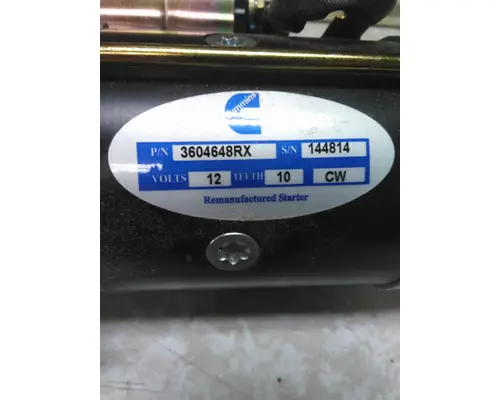 Cummins
P/N 3604648RX S/N 144814
VOLTS 12 TEETH 10 CW
Remanufactured Starter